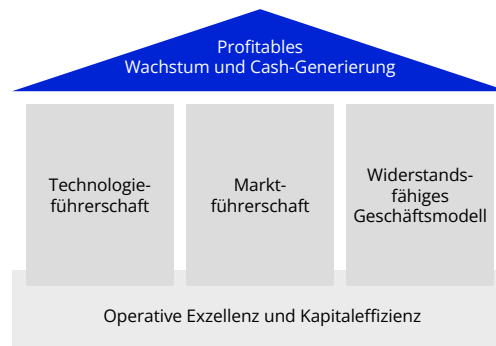 Profitables
Wachstum und Cash-Generierung
Technologie-
führerschaft
Markt-
führerschaft
Widerstands-
fähiges
Geschäftsmodell
Operative Exzellenz und Kapitaleffizienz